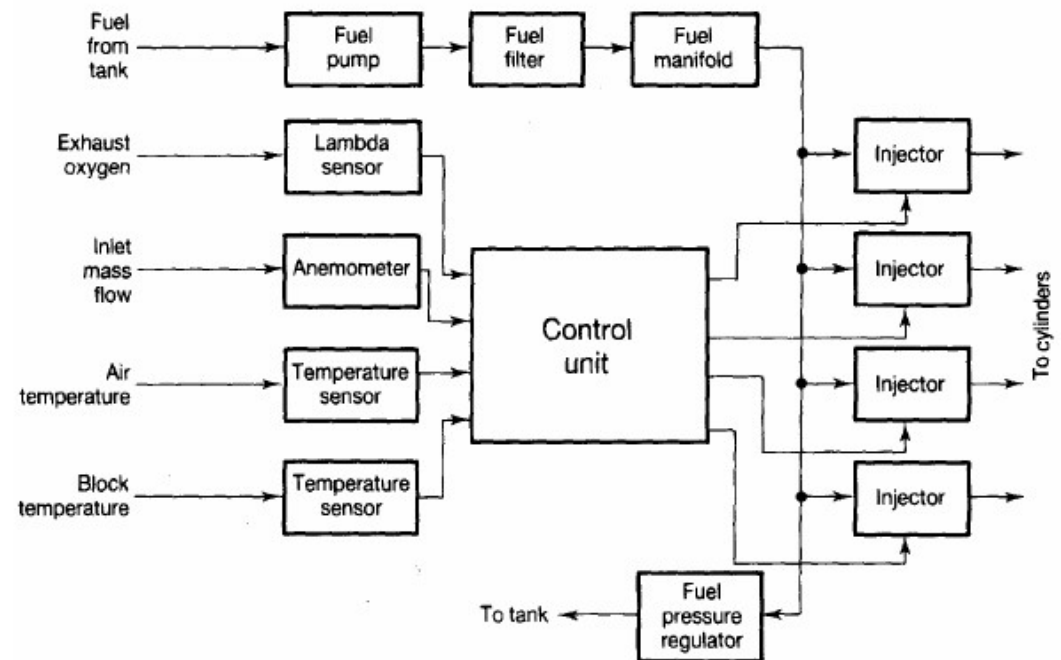 Fuel
from
tank
Fuel
pump
Fuel
filter
Fuel
manifold
Exhaust
oxygen
Lambda
sensor
Injector
Inlet
mass
flow
Anemometer
Control
unit
Injector
To cylinders
Air
temperature
Temperature
sensor
Injector
Block
temperature
Temperature
sensor
Injector
To tank
Fuel
pressure
regulator